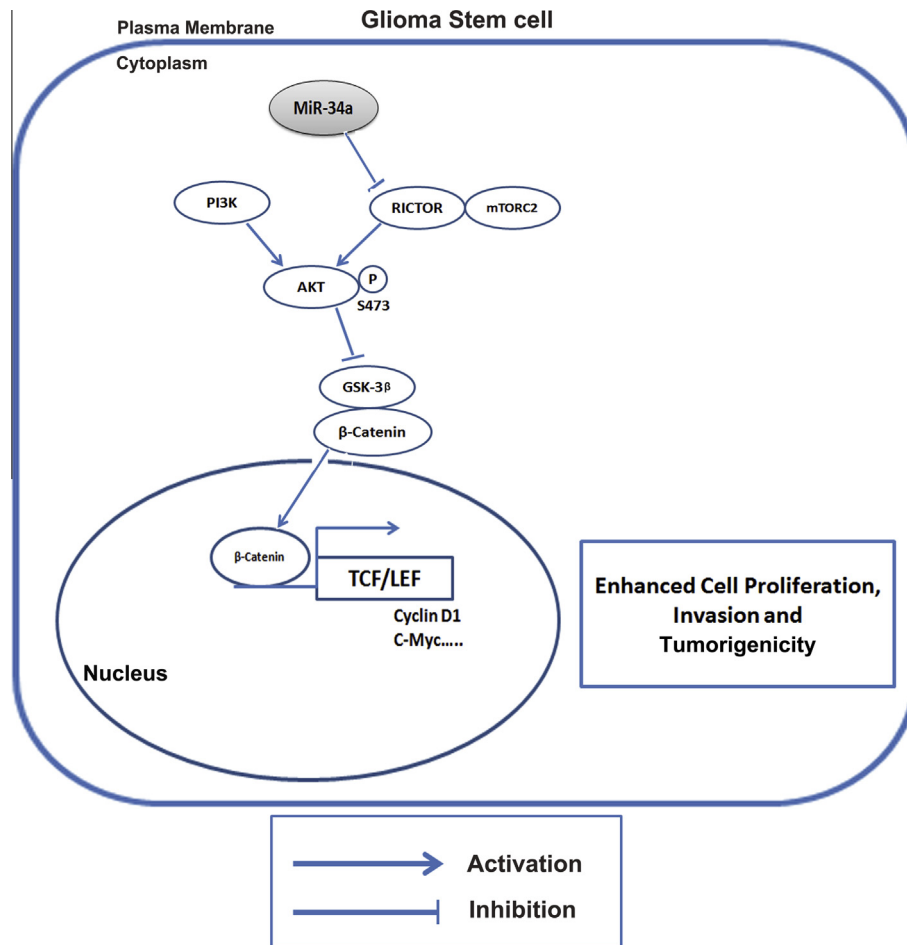 Glioma Stem cell
Plasma Membrane
Cytoplasm
MiR-34a
PI3K
RICTOR
mTORC2
AKT
P
S473
GSK-3β
β-Catenin
β-Catenin
TCF/LEF
Cyclin D1
C-Myc.....
Nucleus
Enhanced Cell Proliferation,
Invasion and
Tumorigenicity
Activation
Inhibition